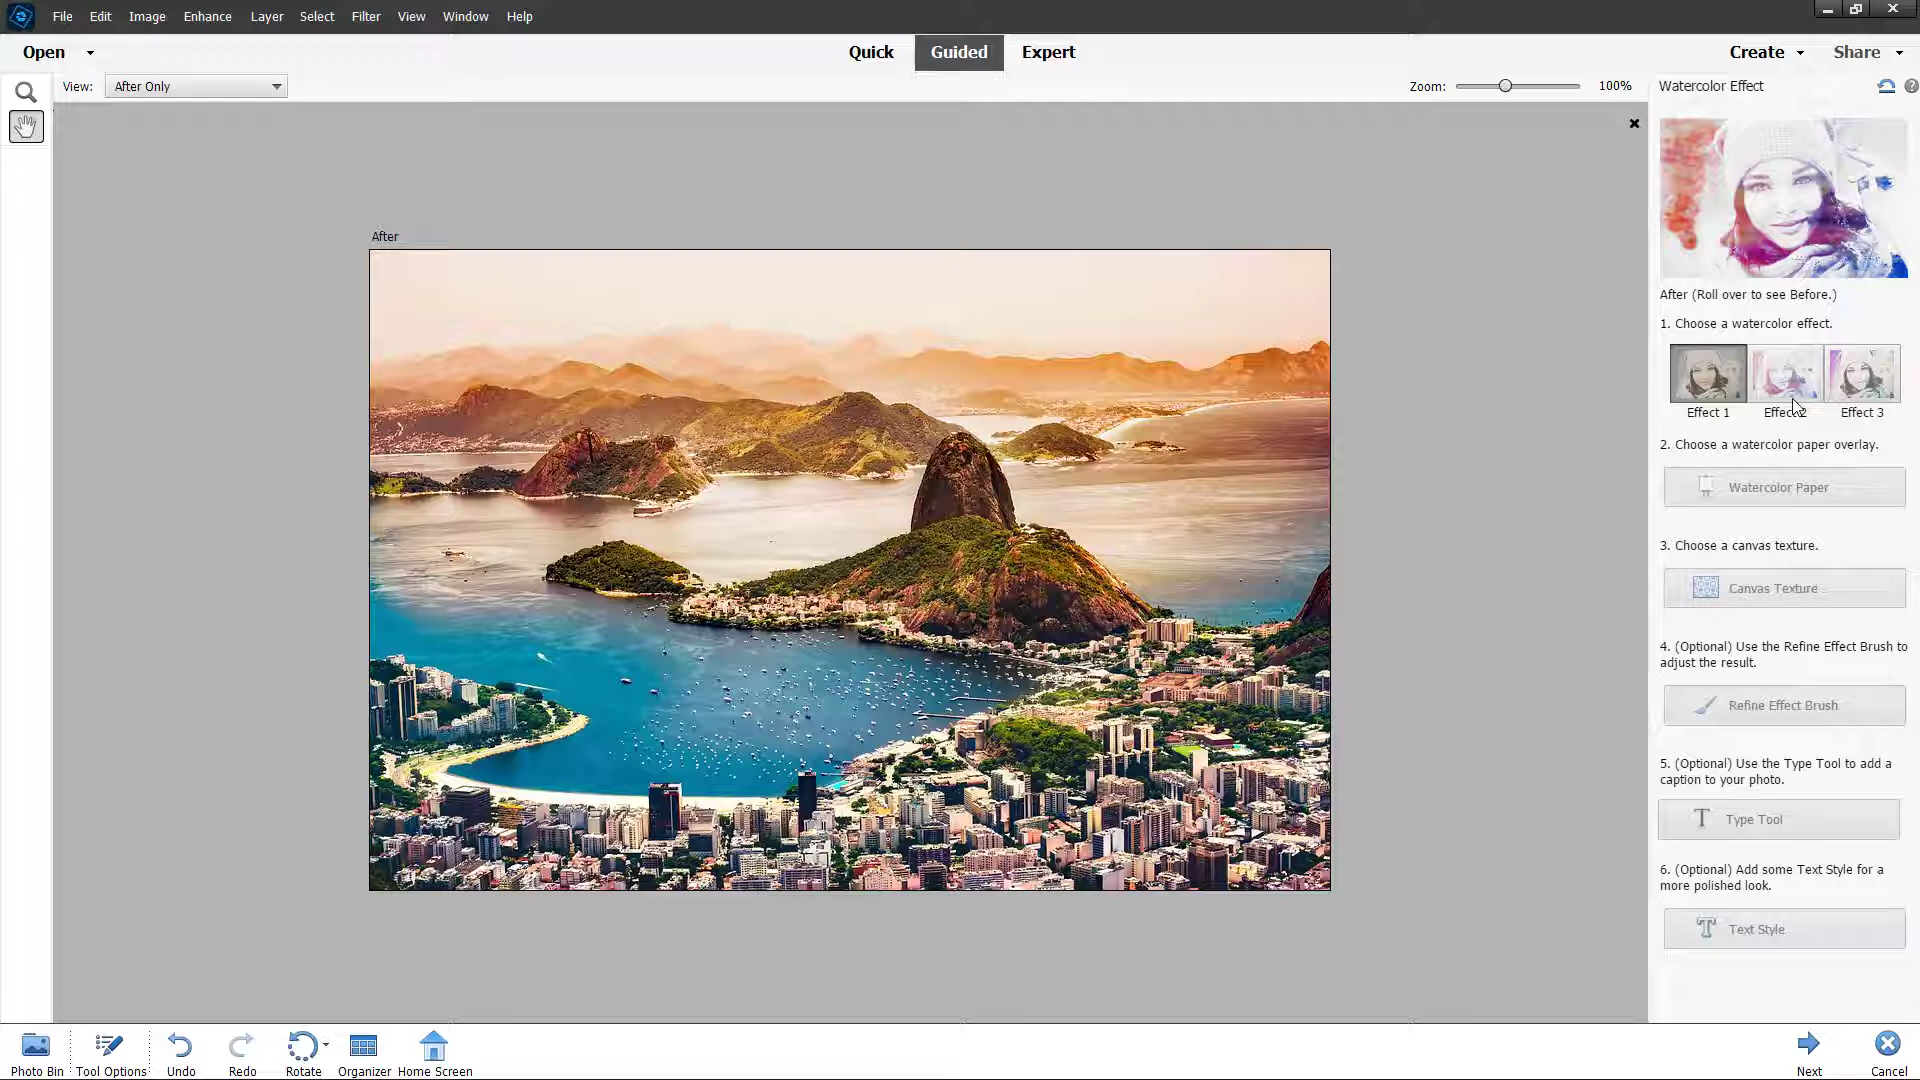 File Edit Image Enhance Layer Select Filter View Window Help
Open Quick Guided Expert Create Share
View: After Only Zoom: 100% Watercolor Effect
After
After (Roll over to see Before.)
1. Choose a watercolor effect.
Effect 1 Effect 2 Effect 3
2. Choose a watercolor paper overlay.
Watercolor Paper
3. Choose a canvas texture.
Canvas Texture
4. (Optional) Use the Refine Effect Brush to
adjust the result.
Refine Effect Brush
5. (Optional) Use the Type Tool to add a
caption to your photo.
T Type Tool
6. (Optional) Add some Text Style for a
more polished look.
T Text Style
Photo Bin Tool Options Undo Redo Rotate Organizer Home Screen Next Cancel